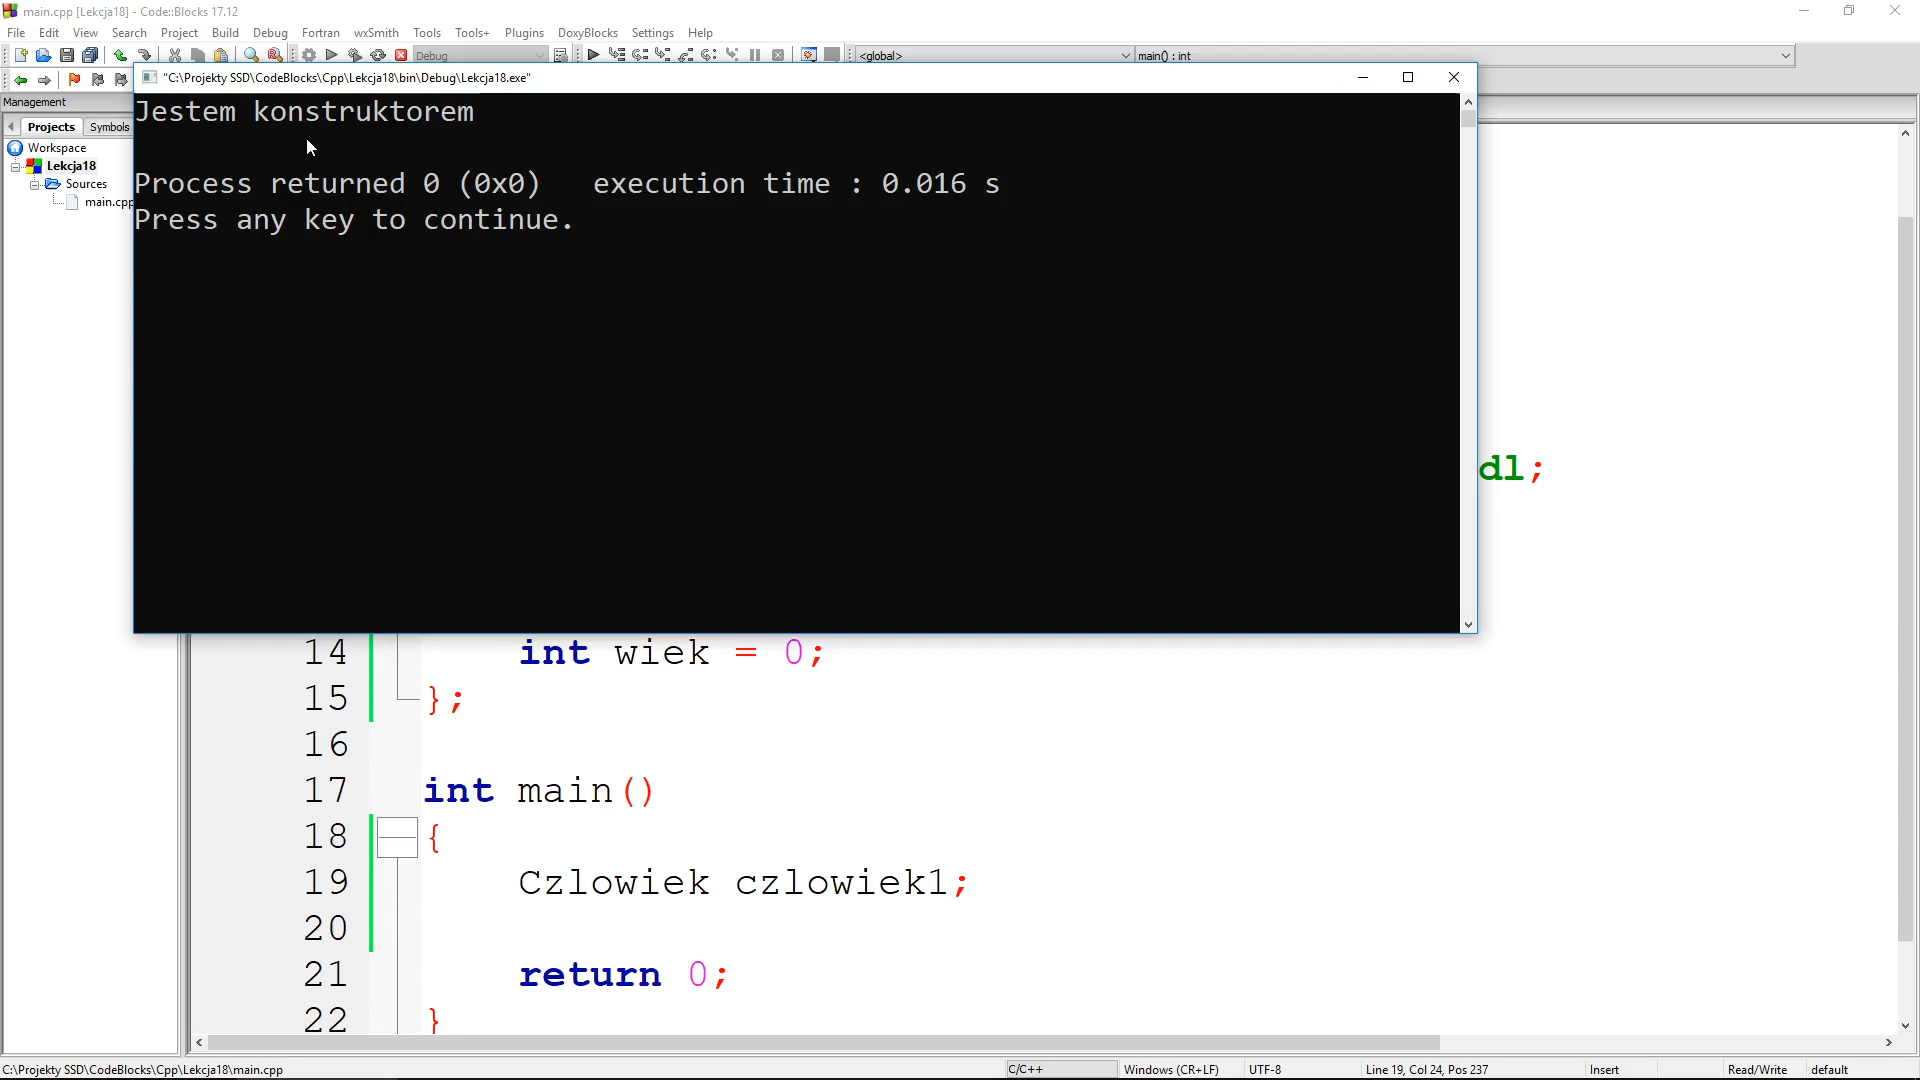 main.cpp [Lekcja18] - Code::Blocks 17.12
File Edit View Search Project Build Debug Fortran wxSmith Tools Tools+ Plugins DoxyBlocks Settings Help
Debug
<global>
main() : int
"C:\Projekty SSD\CodeBlocks\Cpp\Lekcja18\bin\Debug\Lekcja18.exe"
Management
Projects Symbols
Workspace
Lekcja18
Sources
main.cpp
Jestem konstruktorem
Process returned 0 (0x0)   execution time : 0.016 s
Press any key to continue.
dl;
14 int wiek = 0;
15 };
16
17 int main()
18 {
19 Czlowiek czlowiek1;
20
21 return 0;
22 }
C:\Projekty SSD\CodeBlocks\Cpp\Lekcja18\main.cpp C/C++ Windows (CR+LF) UTF-8 Line 19, Col 24, Pos 237 Insert Read/Write default